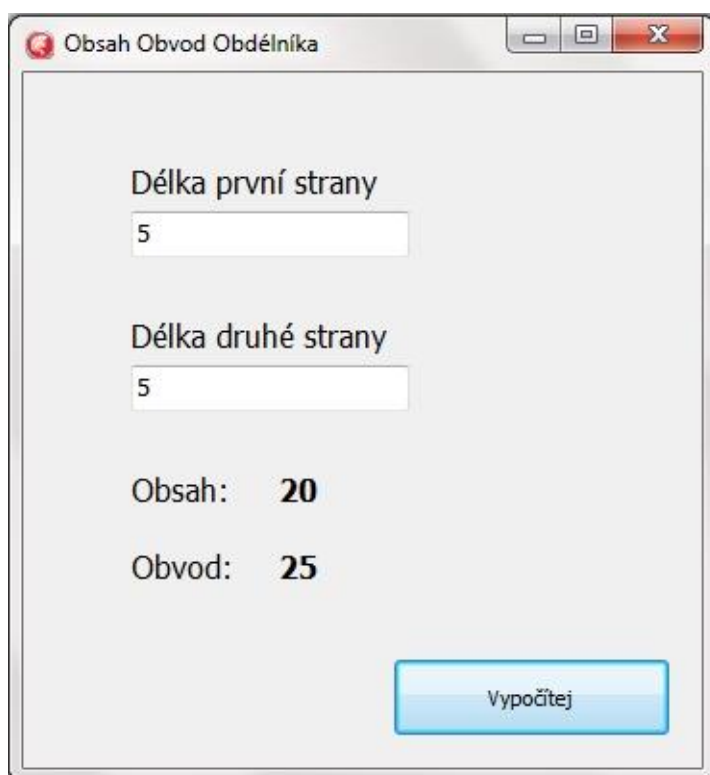 Obsah Obvod Obdélníka
Délka první strany
5
Délka druhé strany
5
Obsah: 20
Obvod: 25
Vypočítej